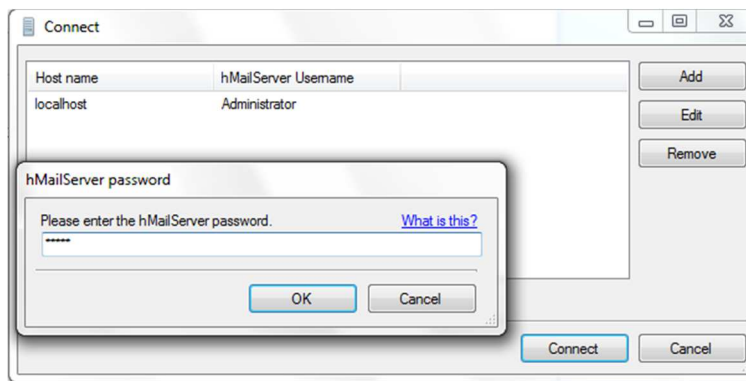 Connect
Host name hMailServer Username
localhost Administrator
Add
Edit
Remove
hMailServer password
Please enter the hMailServer password. What is this?
*****
OK Cancel
Connect Cancel